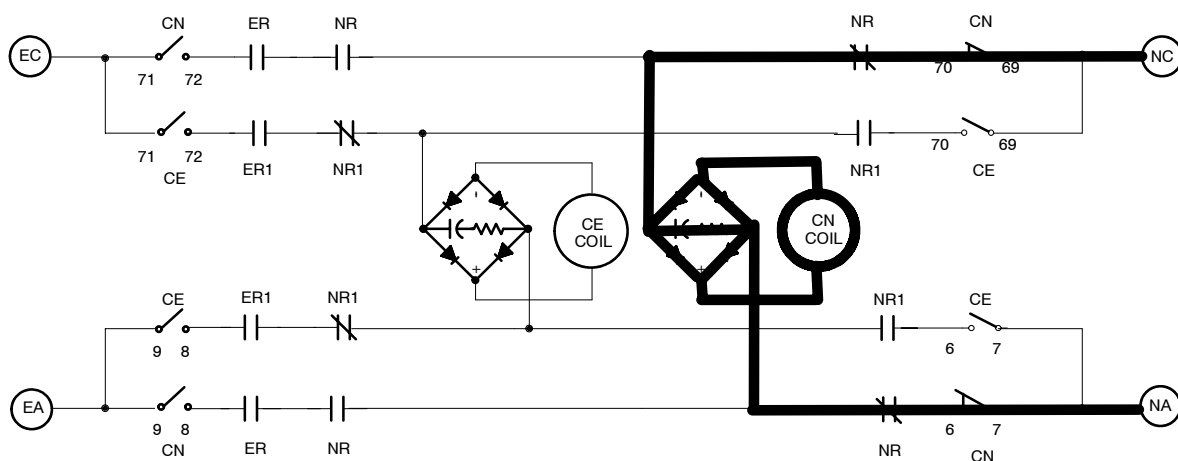 CN ER NR NR CN
EC NC
71 72 70 69
71 72 70 69
CE ER1 NR1 NR1 CE
- -
CE COIL
CN COIL
+ +
CE ER1 NR1 NR1 CE
9 8 6 7
EA NA
9 8 6 7
CN ER NR NR CN